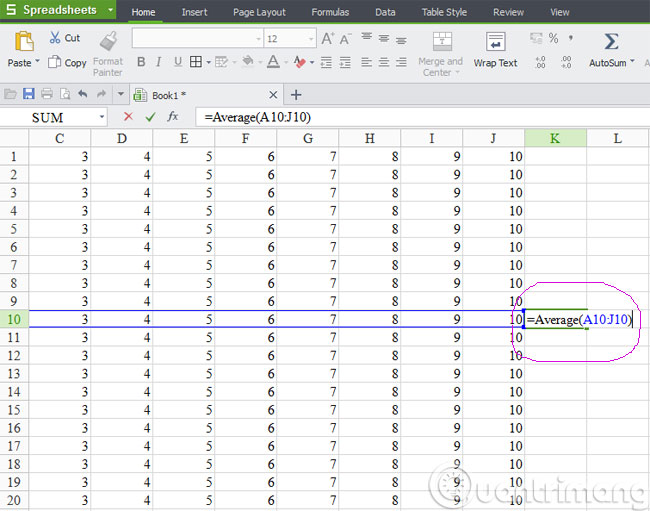 Spreadsheets Home Insert Page Layout Formulas Data Table Style Review View
Cut 12 A+ A- %
Paste Copy Format Painter B I U A Merge and Center Wrap Text .0 .00 AutoSum
Book1 *
SUM fx =Average(A10:J10)
C D E F G H I J K L
1 3 4 5 6 7 8 9 10
2 3 4 5 6 7 8 9 10
3 3 4 5 6 7 8 9 10
4 3 4 5 6 7 8 9 10
5 3 4 5 6 7 8 9 10
6 3 4 5 6 7 8 9 10
7 3 4 5 6 7 8 9 10
8 3 4 5 6 7 8 9 10
9 3 4 5 6 7 8 9 10
10 3 4 5 6 7 8 9 10 =Average(A10:J10)
11 3 4 5 6 7 8 9 10
12 3 4 5 6 7 8 9 10
13 3 4 5 6 7 8 9 10
14 3 4 5 6 7 8 9 10
15 3 4 5 6 7 8 9 10
16 3 4 5 6 7 8 9 10
17 3 4 5 6 7 8 9 10
18 3 4 5 6 7 8 9 10
19 3 4 5 6 7 8 9 10
20 3 4 5 6 7 8 9 10
Quantrimang